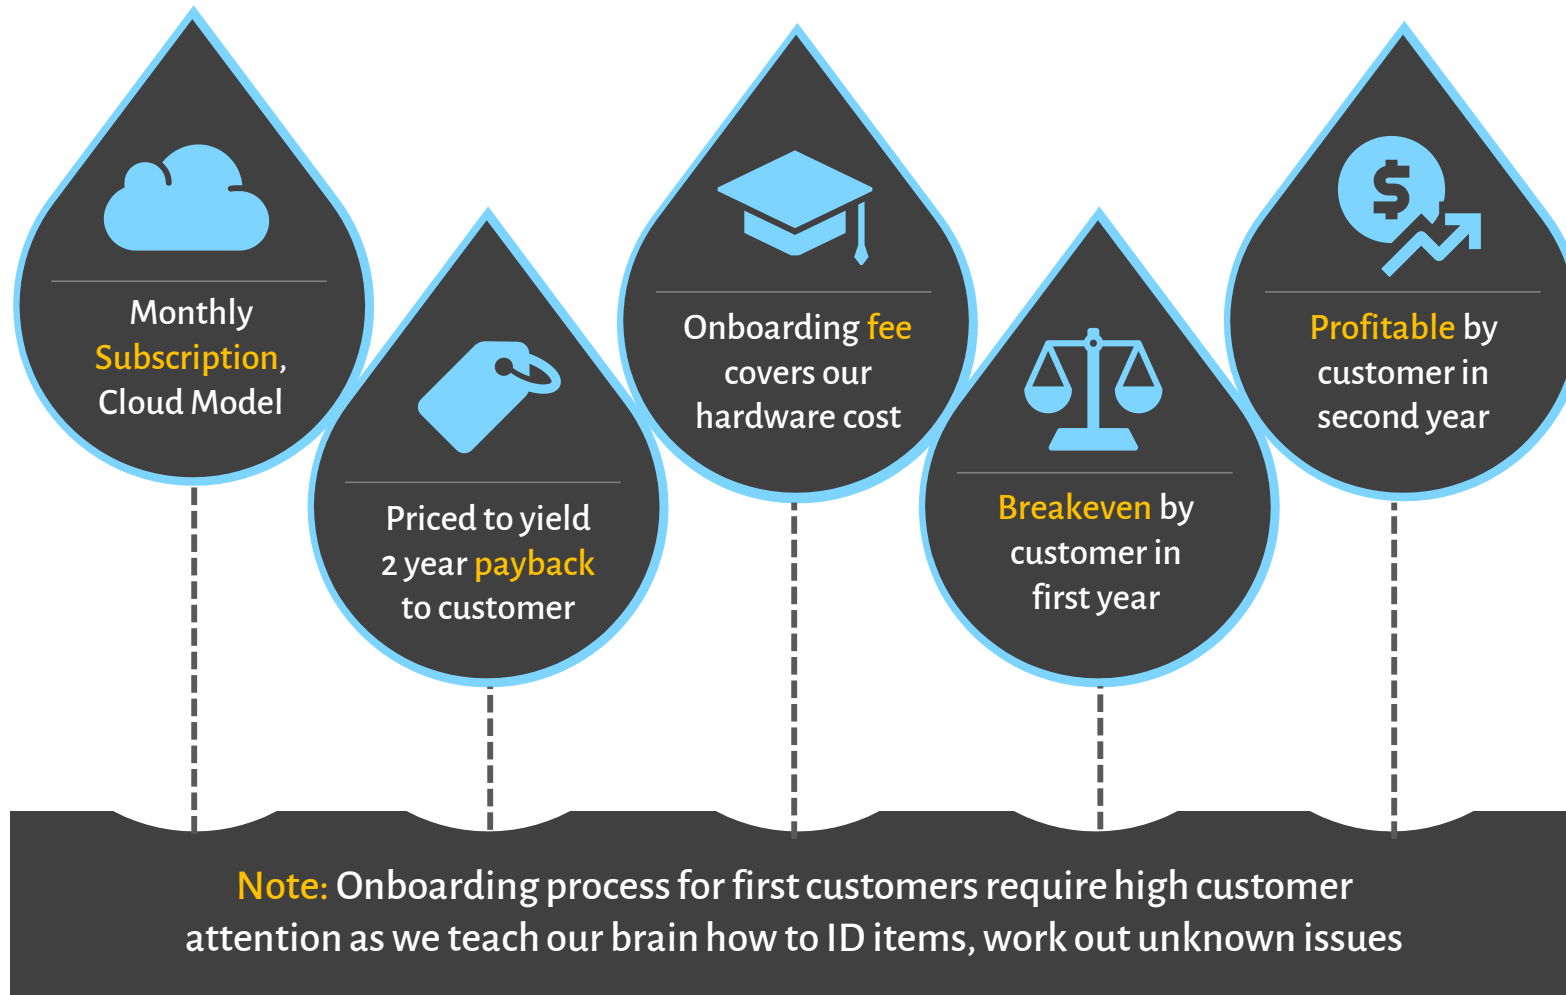 Monthly
Subscription,
Cloud Model
Priced to yield
2 year payback
to customer
Onboarding fee
covers our
hardware cost
Breakeven by
customer in
first year
$
Profitable by
customer in
second year
Note: Onboarding process for first customers require high customer
attention as we teach our brain how to ID items, work out unknown issues